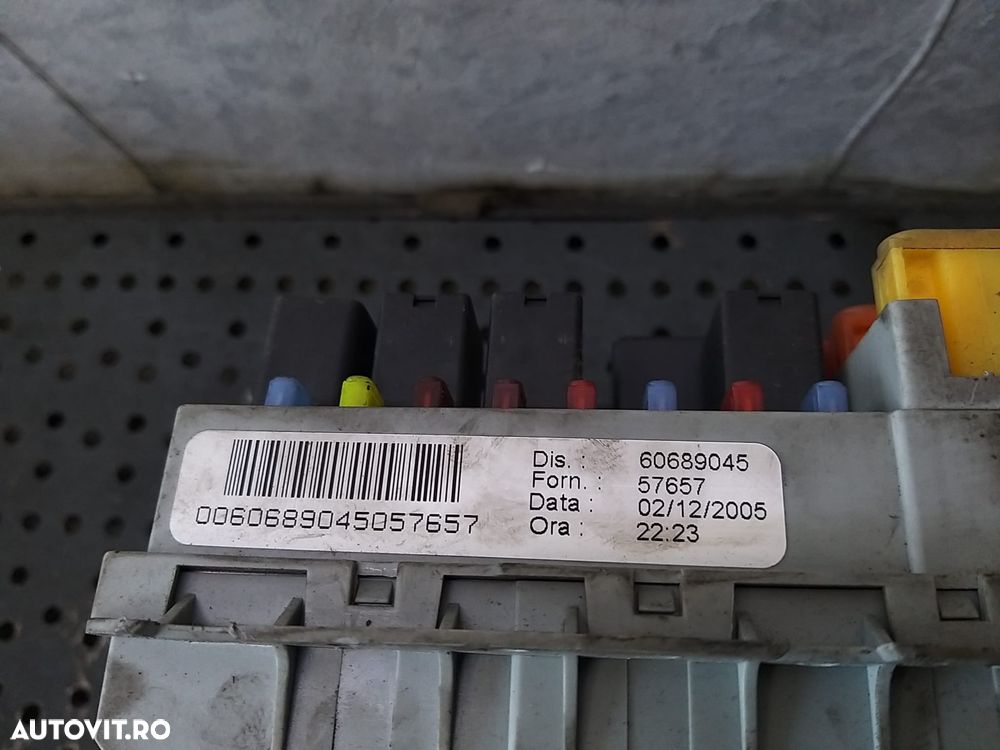 Dis. : 60689045
Forn. : 57657
Data : 02/12/2005
Ora : 22:23
0060689045057657
AUTOVIT.RO